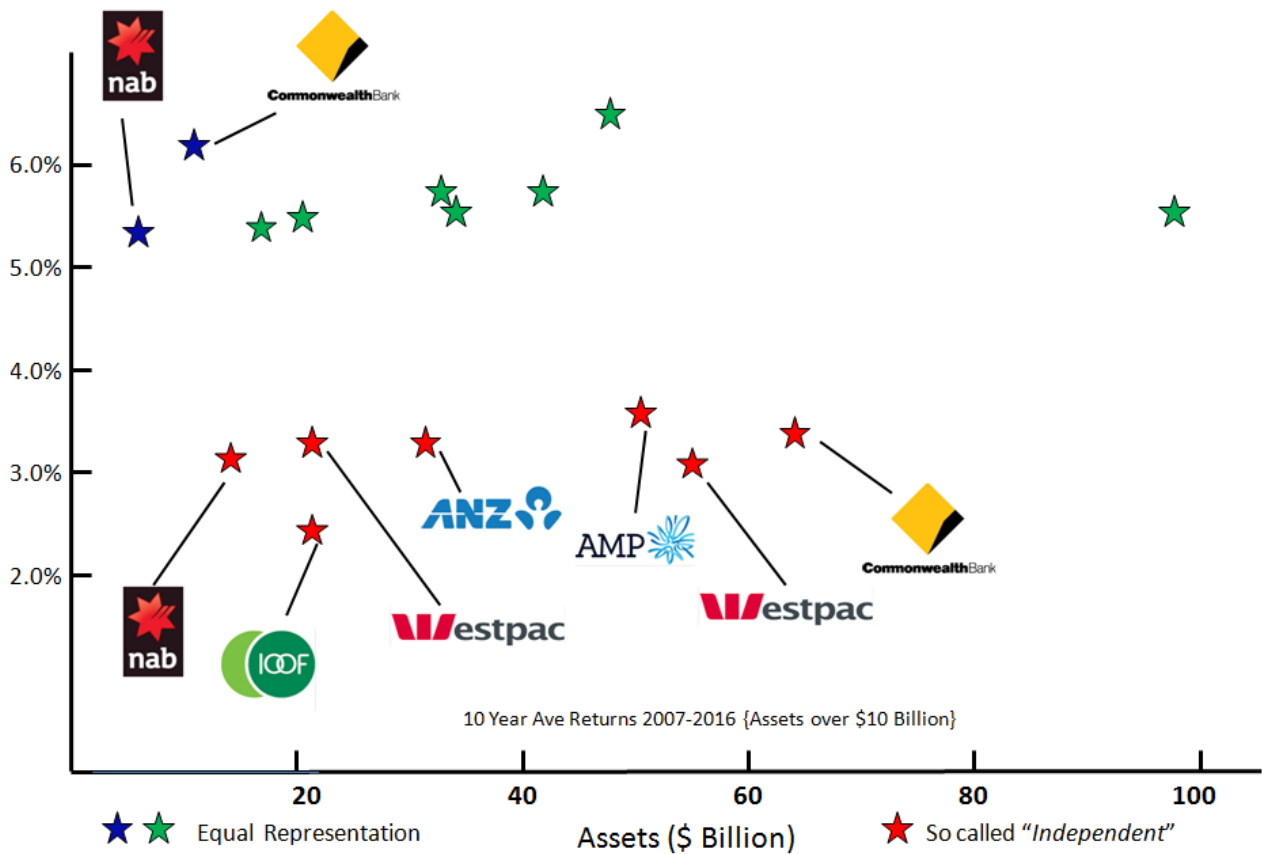 nab
CommonwealthBank
6.0%
5.0%
4.0%
3.0%
2.0%
ANZ
AMP
CommonwealthBank
Westpac
nab
IOOF
Westpac
10 Year Ave Returns 2007-2016 {Assets over $10 Billion}
20 40 60 80 100
Equal Representation
Assets ($ Billion)
So called “Independent”